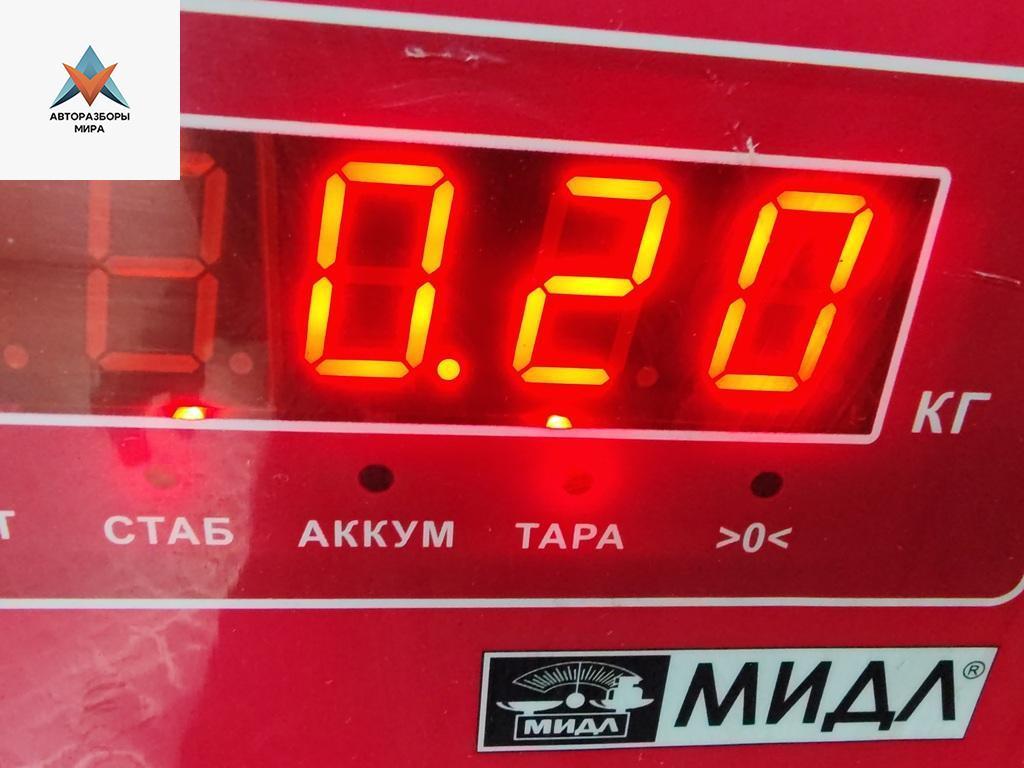 АВТОРАЗБОРЫ
МИРА
0.20
КГ
СТАБ АККУМ ТАРА >0<
МИДЛ МИДЛ®